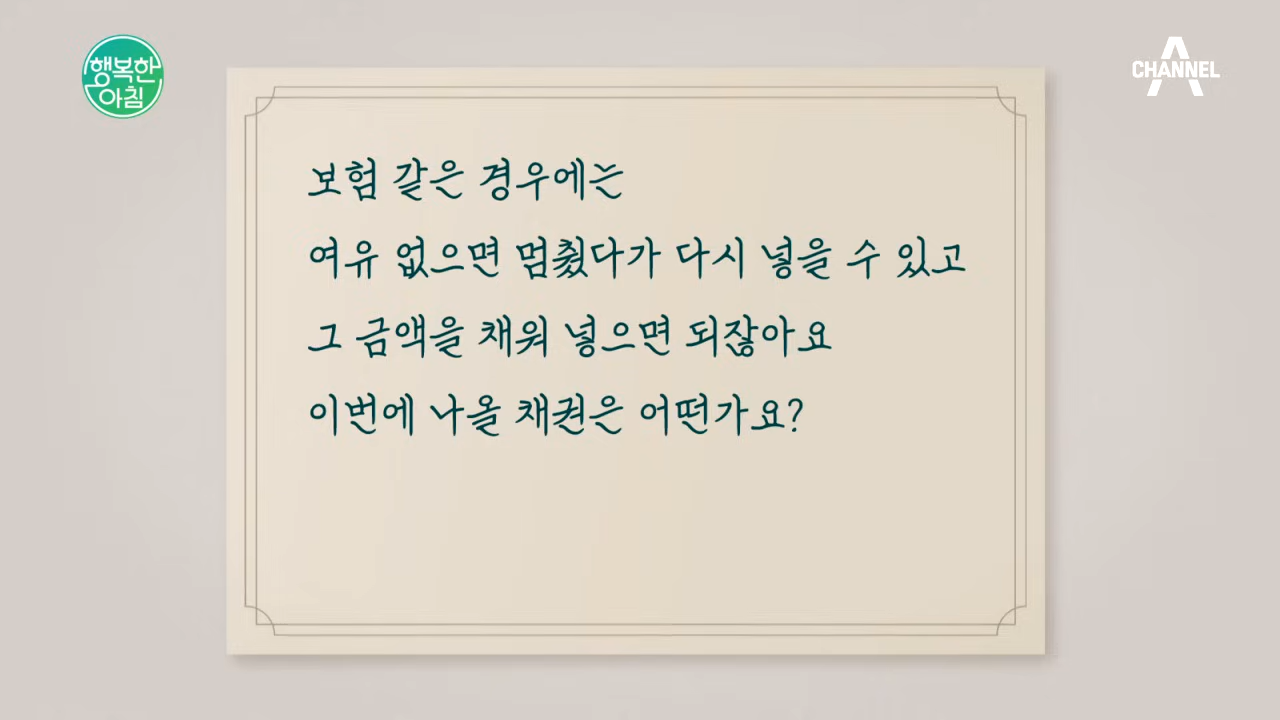 행복한
아침
CHANNEL A
보험 같은 경우에는
여유 없으면 멈췄다가 다시 넣을 수 있고
그 금액을 채워 넣으면 되잖아요
이번에 나올 채권은 어떤가요?